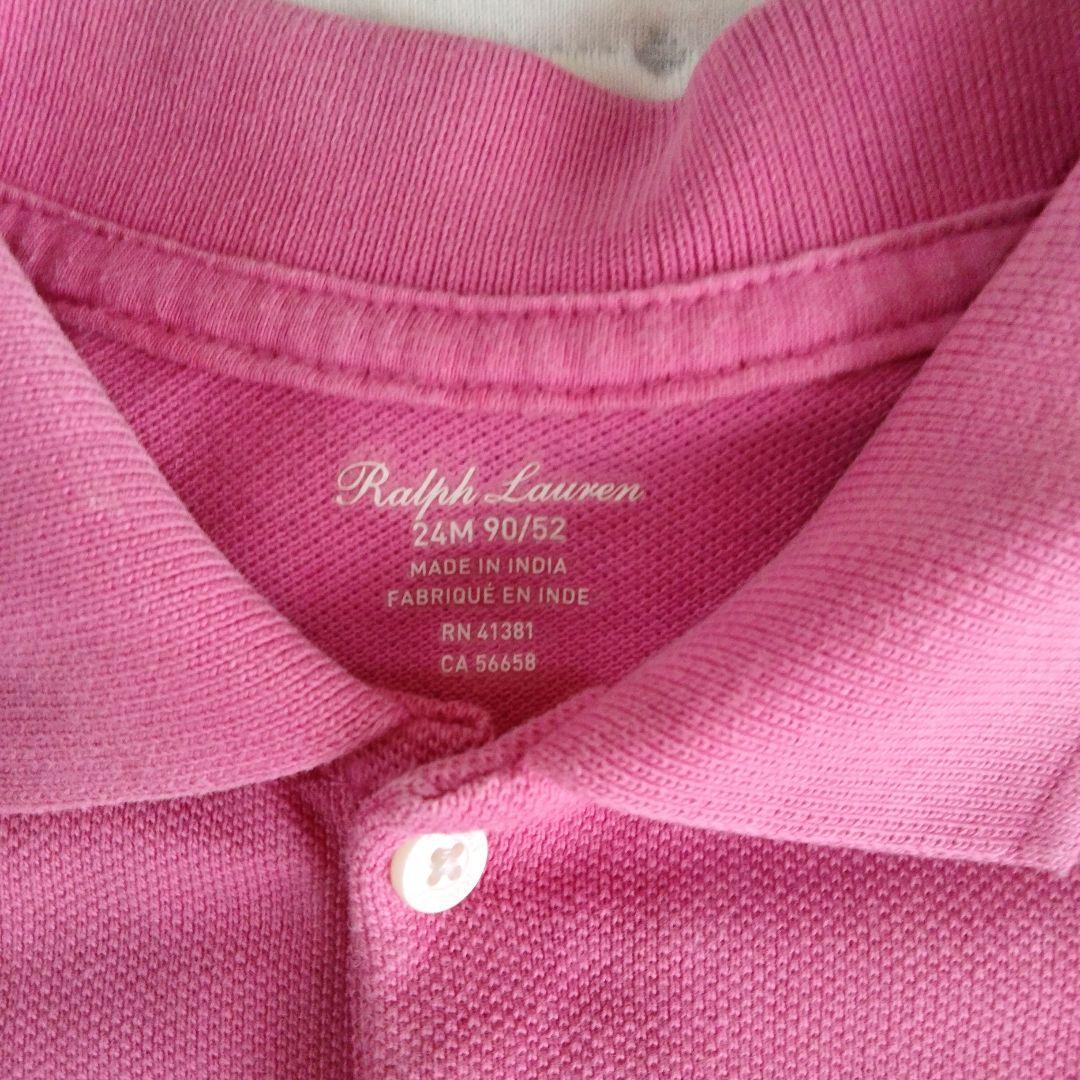 Ralph Lauren
24M 90/52
MADE IN INDIA
FABRIQUÉ EN INDE
RN 41381
CA 56658